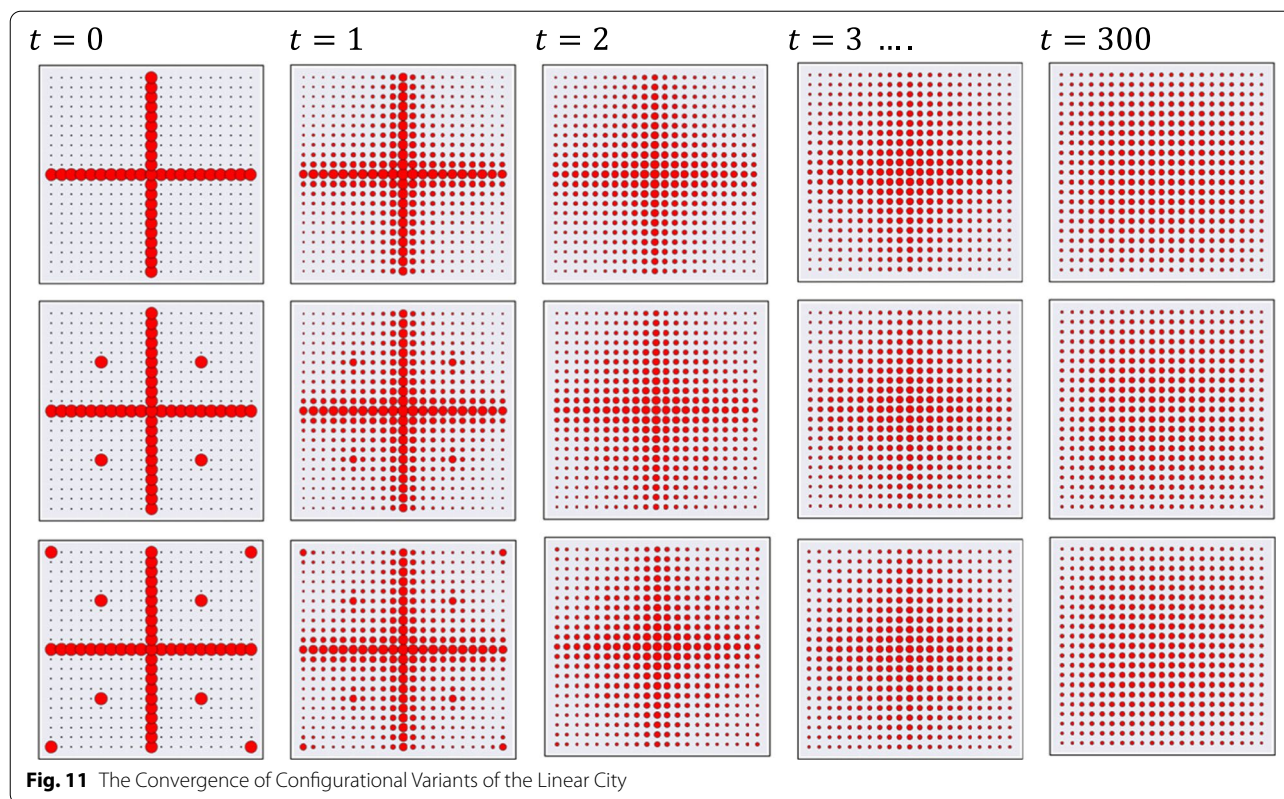 t = 0 t = 1 t = 2 t = 3 .... t = 300
Fig. 11 The Convergence of Configurational Variants of the Linear City